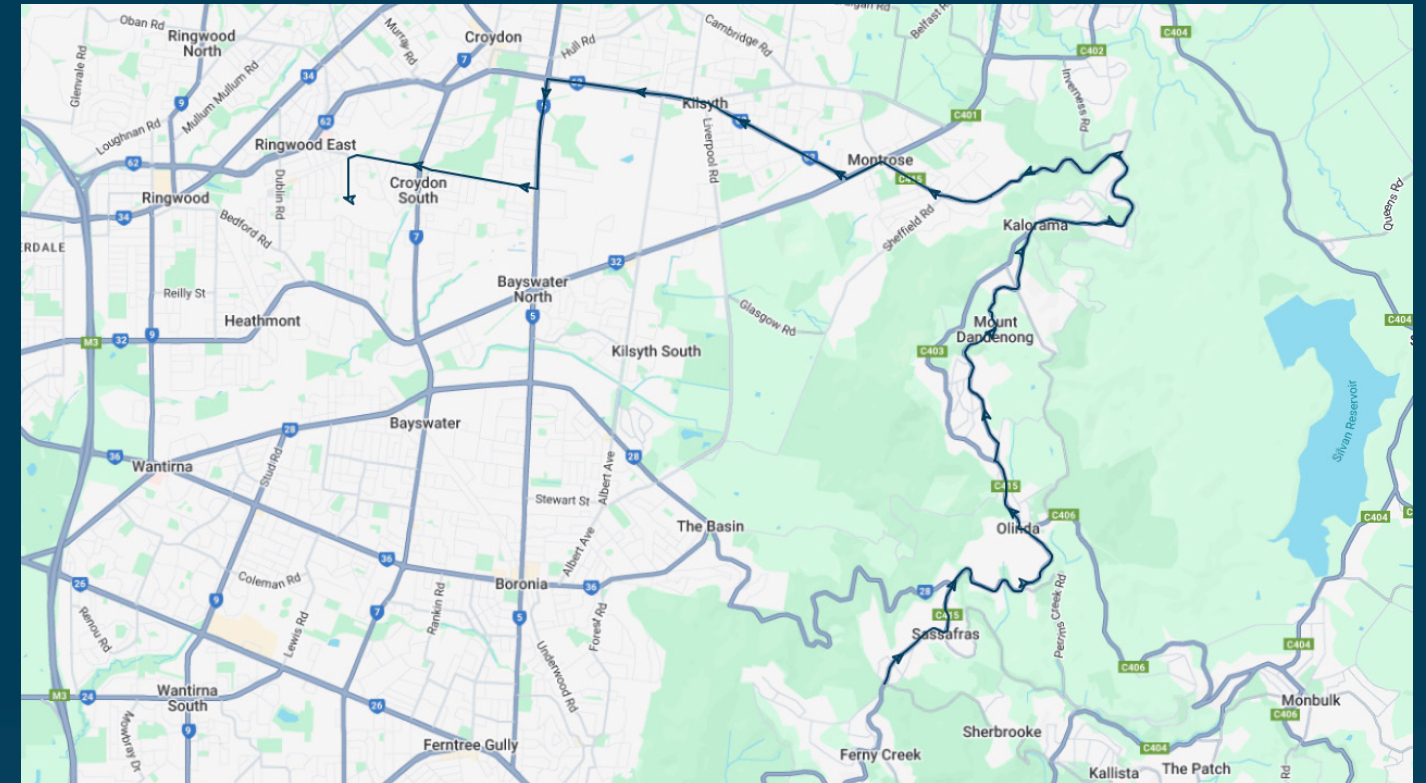 Oban Rd
Ringwood
North
Croydon
Murray Rd
Hull Rd
Cambridge Rd
Belfast R
C404
C402
Glenvale Rd
Mullum Mullum Rd
34
7
9
62
Inverness Rd
Loughnan Rd
Kilsyth
C401
62
Ringwood East
Liverpool Rd
Montrose
C415
62
Ringwood
Dublin Rd
Croydon
South
Queens Rd
34
Bedford Rd
7
Sheffield Rd
Kalorama
ERDALE
32
Bayswater
North
Reilly St
Heathmont
5
Glasgow Rd
Mount
Dandenong
C404
M3
32
9
Kilsyth South
C403
Silvan Reservoir
Bayswater
28
36
Wantirna
Stud Rd
28
Albert Ave
Stewart St
C415
C404
C
The Basin
Olinda
C406
36
Albert Ave
Coleman Rd
Boronia
36
28
26
9
7
Rankin Rd
5
Forest Rd
C415
Sassafras
Perrins Creek Rd
Renou Rd
Lewis Rd
Underwood Rd
C404
C406
M3
24
Wantirna
South
26
Monbulk
C406
Mowbray Dr
9
Ferntree Gully
Ferny Creek
Sherbrooke
C404
Kallista
The Patch
Rd